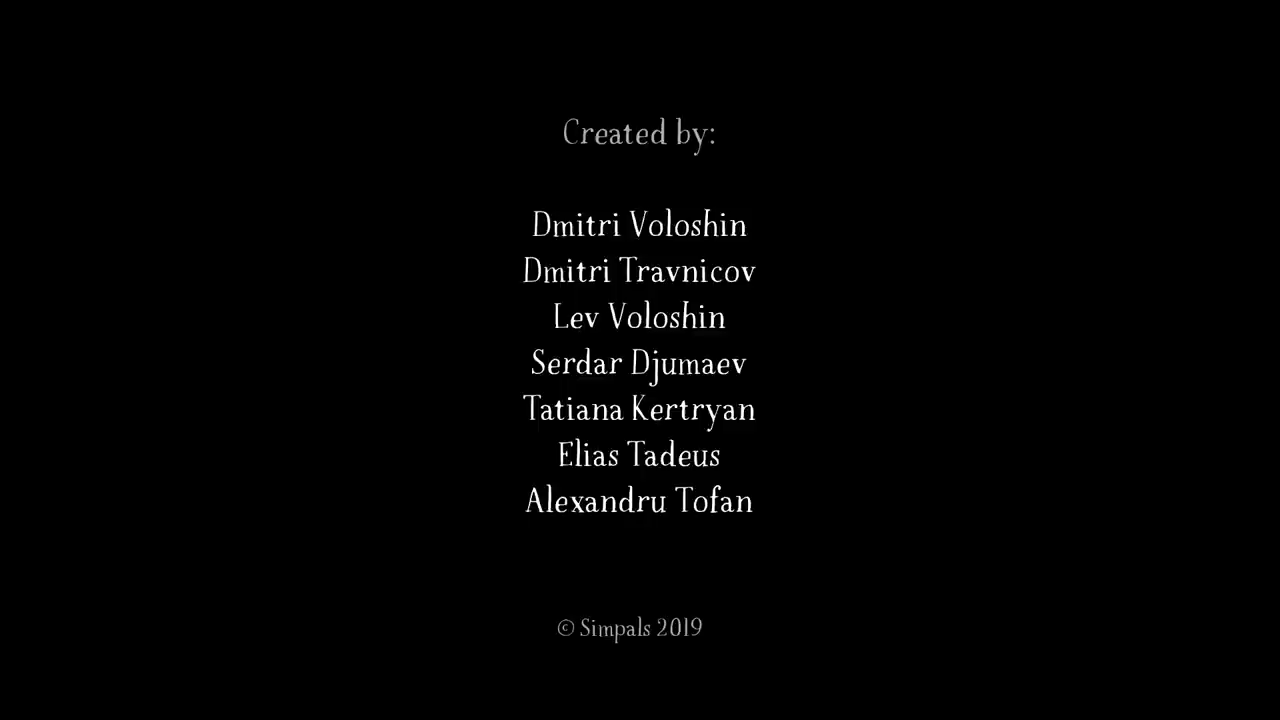 Created by:
Dmitri Voloshin
Dmitri Travnicov
Lev Voloshin
Serdar Djumaev
Tatiana Kertryan
Elias Tadeus
Alexandru Tofan
© Simpals 2019